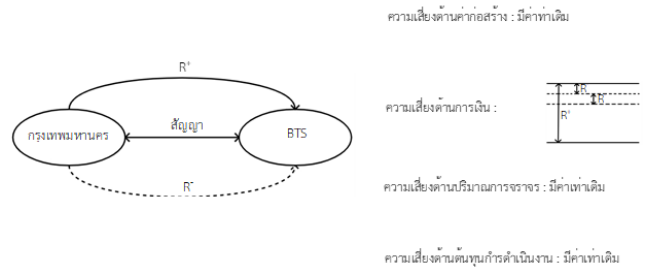 ความเสี่ยงด้านค่าก่อสร้าง : มีค่าท่าเดิม
R⁺
กรุงเทพมหานคร
สัญญา
BTS
R⁻
ความเสี่ยงด้านการเงิน :
R
R
R⁺
ความเสี่ยงด้านปริมาณการจราจร : มีค่าเท่าเดิม
ความเสี่ยงด้านต้นทุนการดำเนินงาน : มีค่าเท่าเดิม